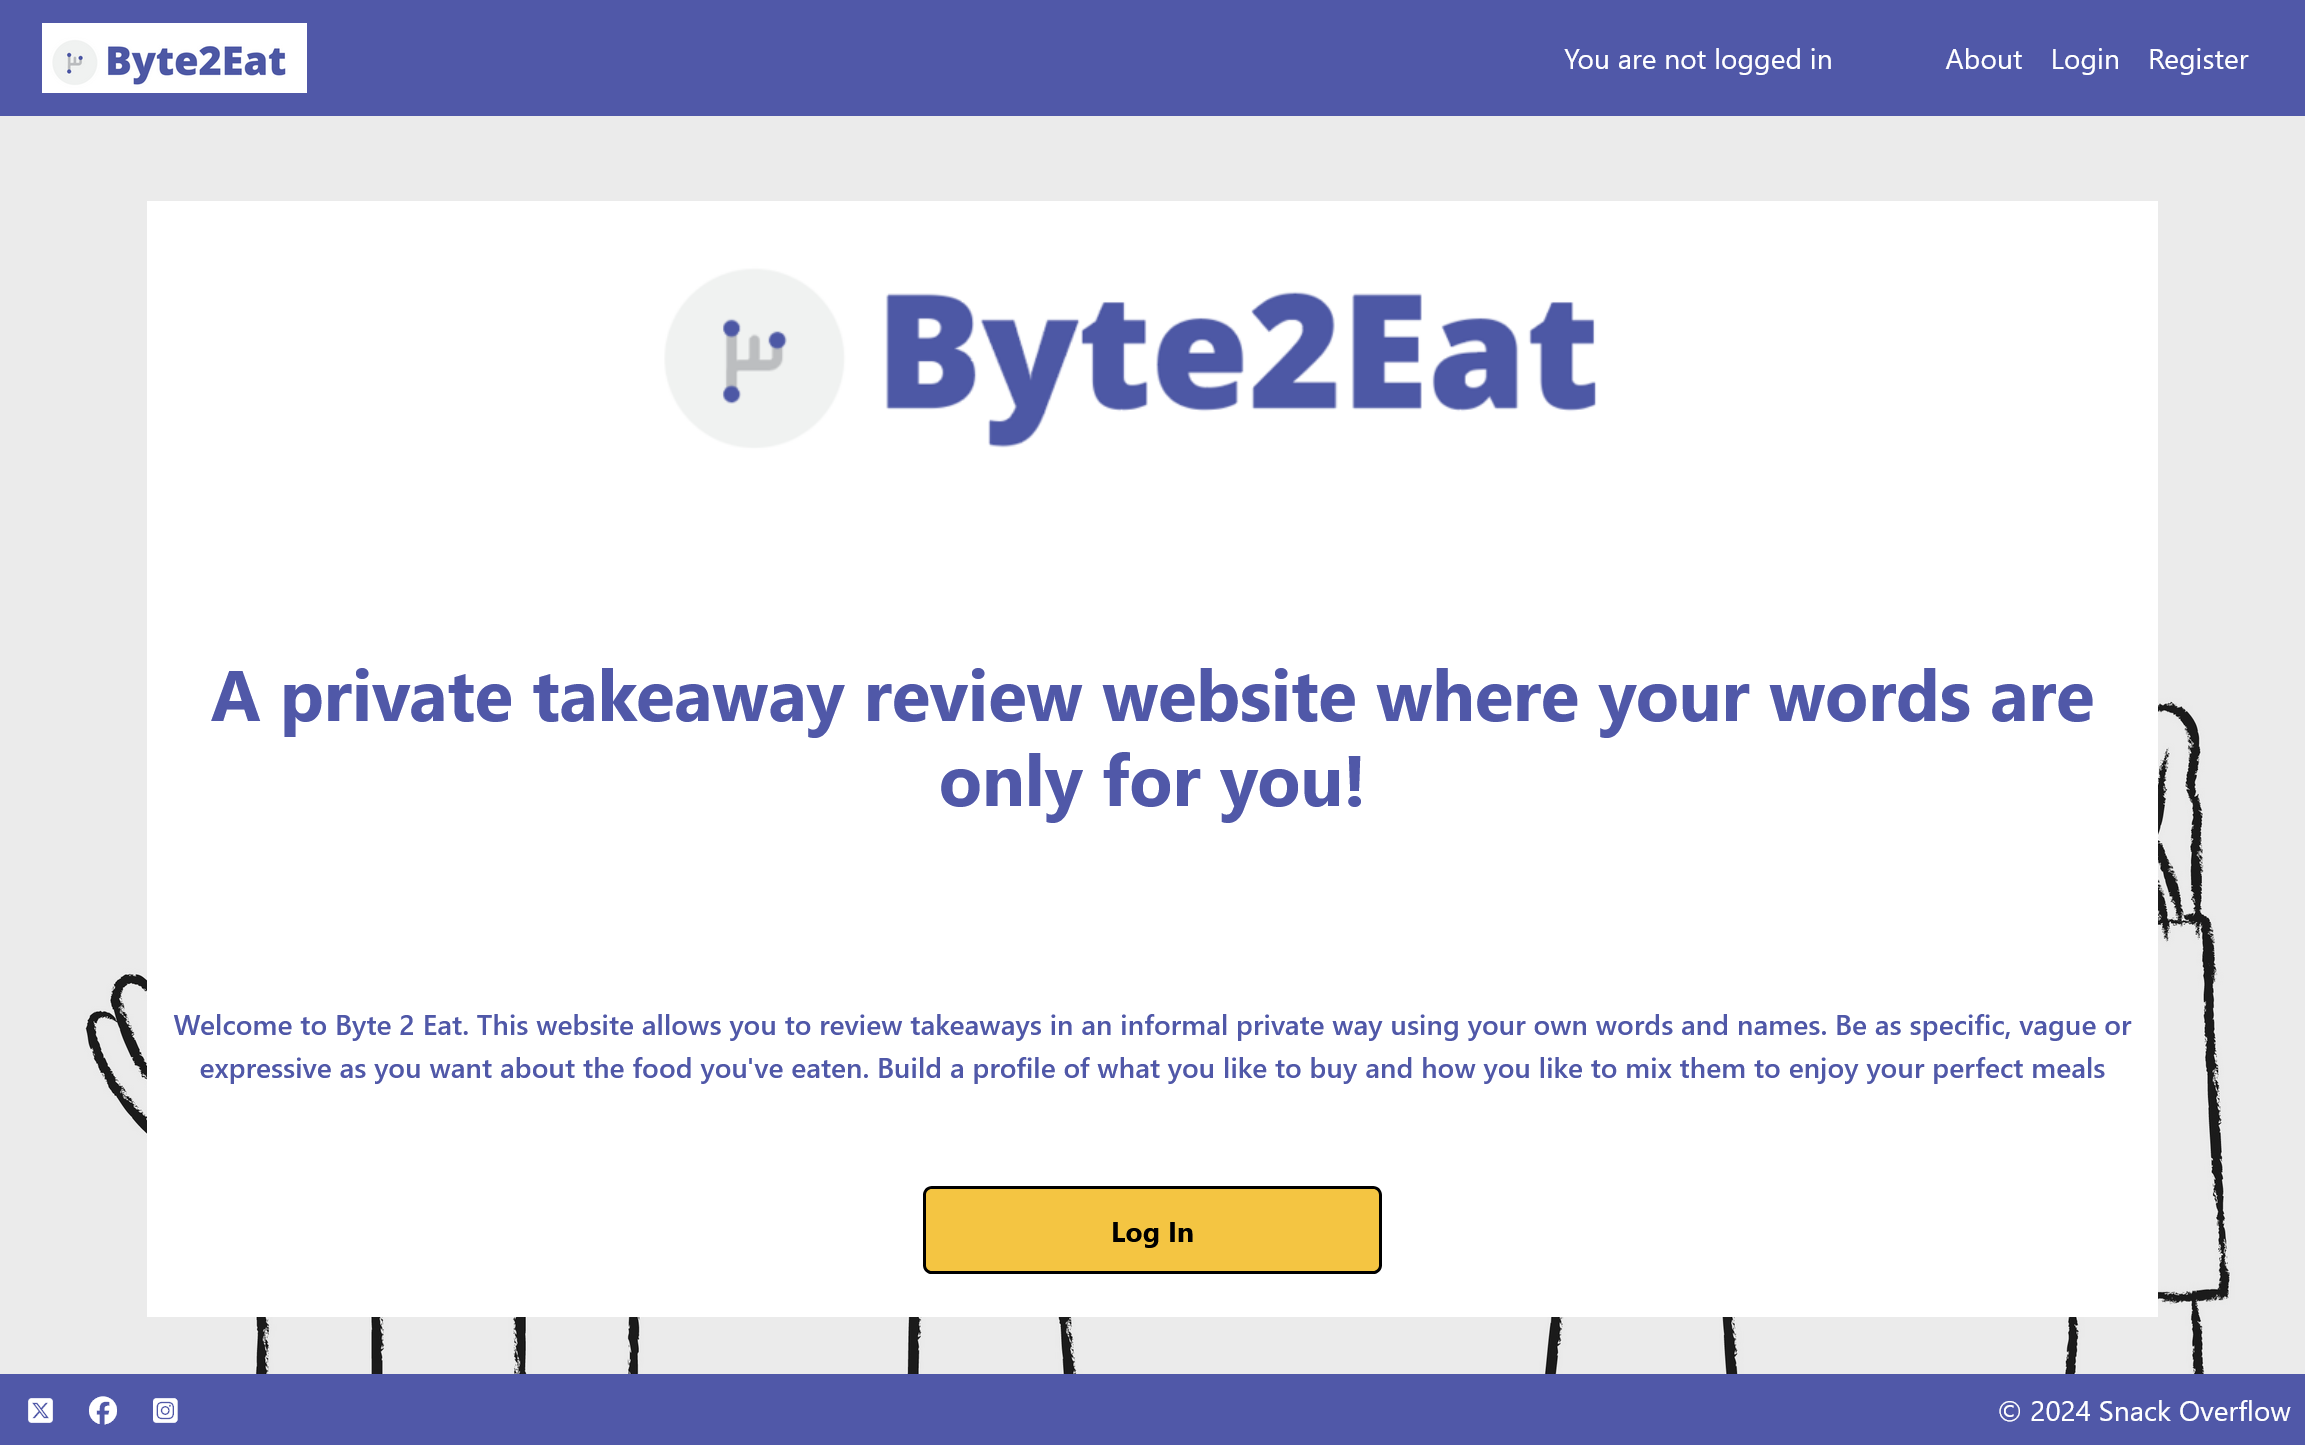 Byte2Eat
You are not logged in
About
Login
Register
Byte2Eat
A private takeaway review website where your words are
only for you!
Welcome to Byte 2 Eat. This website allows you to review takeaways in an informal private way using your own words and names. Be as specific, vague or
expressive as you want about the food you've eaten. Build a profile of what you like to buy and how you like to mix them to enjoy your perfect meals
Log In
© 2024 Snack Overflow